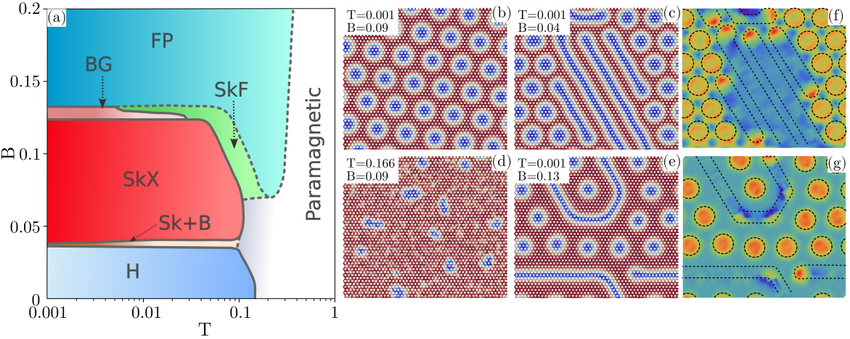 (a)
0.2
0.15
0.1
0.05
0
B
0.001
0.01
0.1
1
T
FP
BG
SkF
SkX
Sk+B
H
Paramagnetic
T=0.001
B=0.09
(b)
T=0.001
B=0.04
(c)
(f)
T=0.166
B=0.09
(d)
T=0.001
B=0.13
(e)
(g)